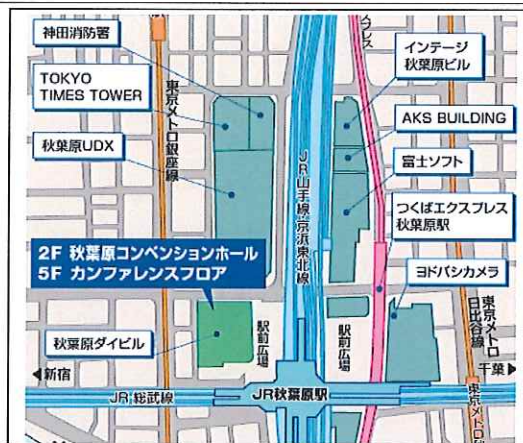 神田消防署
TOKYO
TIMES TOWER
秋葉原UDX
東京メトロ銀座線
JR山手線・京浜東北線
インテージ
秋葉原ビル
AKS BUILDING
富士ソフト
つくばエクスプレス
秋葉原駅
ヨドバシカメラ
2F 秋葉原コンベンションホール
5F カンファレンスフロア
秋葉原ダイビル
駅前広場
駅前広場
東京メトロ
日比谷線
◀新宿
千葉▶
JR 総武線
JR秋葉原駅
東京メトロ